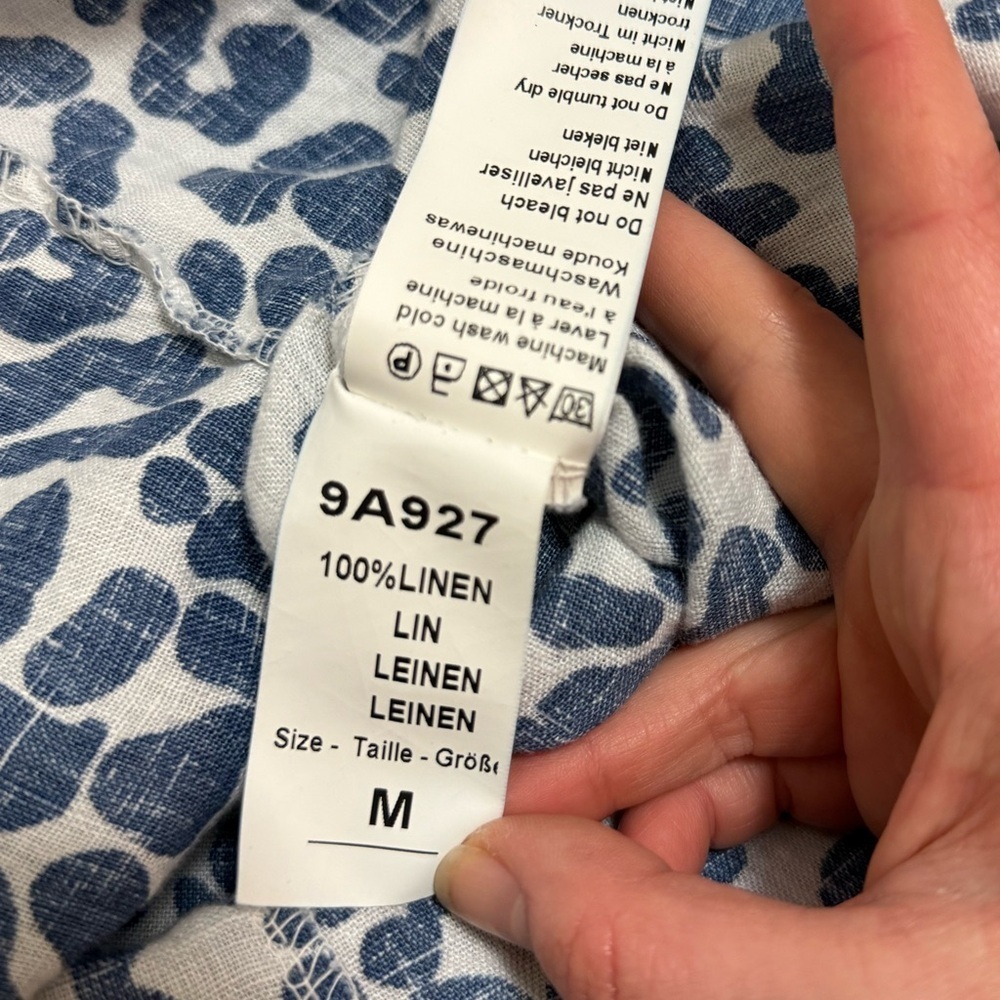 9A927
100%LINEN
LIN
LEINEN
LEINEN
Size - Taille - Größe
M
30 P
Machine wash cold
Laver à la machine
a l'eau froide
Waschmaschine
Koude machinewas
Do not bleach
Ne pas javelliser
Nicht bleichen
Niet bleken
Do not tumble dry
Ne pas secher
à la machine
Nicht im Trockner
trocknen